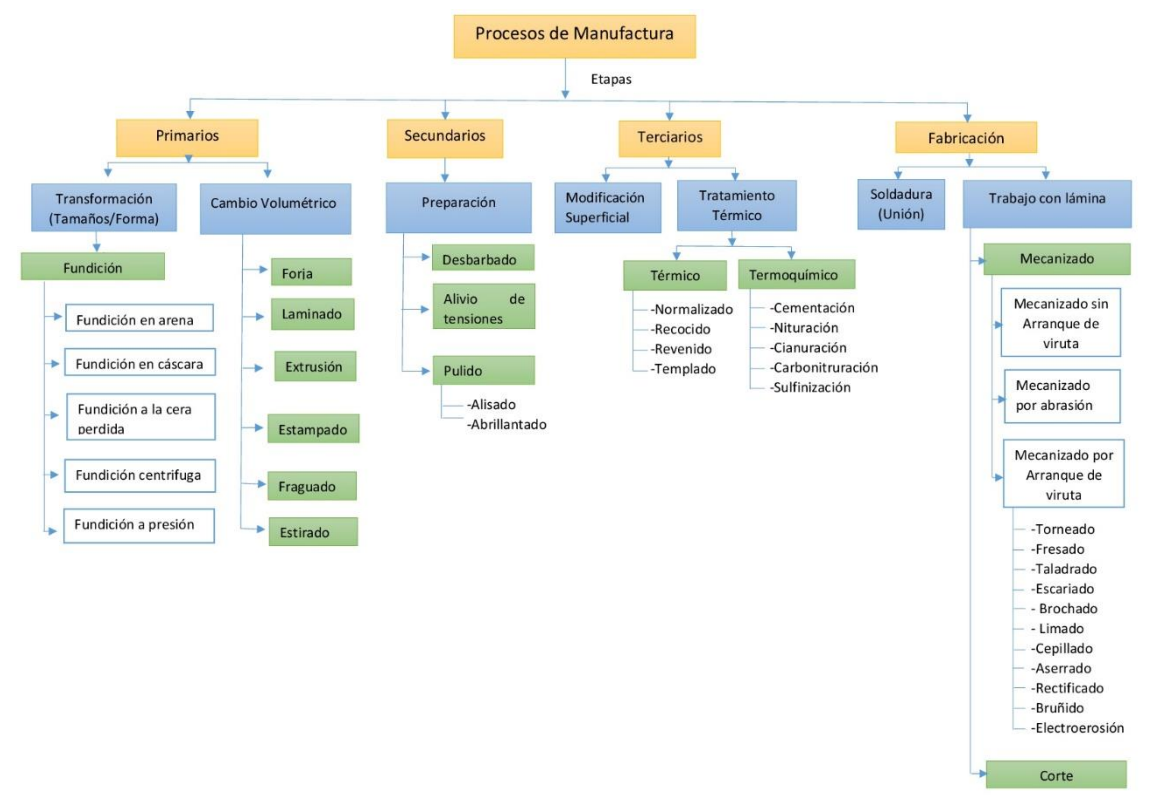 Procesos de Manufactura
Etapas
Primarios
Secundarios
Terciarios
Fabricación
Transformación
(Tamaños/Forma)
Cambio Volumétrico
Preparación
Modificación
Superficial
Tratamiento
Térmico
Soldadura
(Unión)
Trabajo con lámina
Fundición
Fundición en arena
Fundición en cáscara
Fundición a la cera
perdida
Fundición centrifuga
Fundición a presión
Forja
Laminado
Extrusión
Estampado
Fraguado
Estirado
Desbarbado
Alivio de
tensiones
Pulido
-Alisado
-Abrillantado
Térmico
-Normalizado
-Recocido
-Revenido
-Templado
Termoquímico
-Cementación
-Nituración
-Cianuración
-Carbonitruración
-Sulfinización
Mecanizado
Mecanizado sin
Arranque de
viruta
Mecanizado
por abrasión
Mecanizado por
Arranque de
viruta
-Torneado
-Fresado
-Taladrado
-Escariado
- Brochado
- Limado
-Cepillado
-Aserrado
-Rectificado
-Bruñido
-Electroerosión
Corte